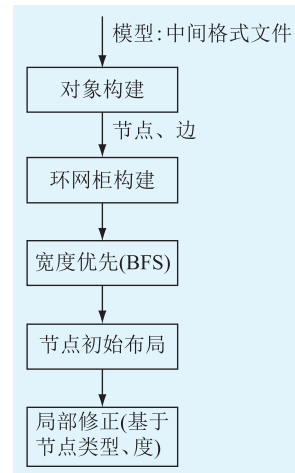 模型:中间格式文件
对象构建
节点、边
环网柜构建
宽度优先(BFS)
节点初始布局
局部修正(基于
节点类型、度)